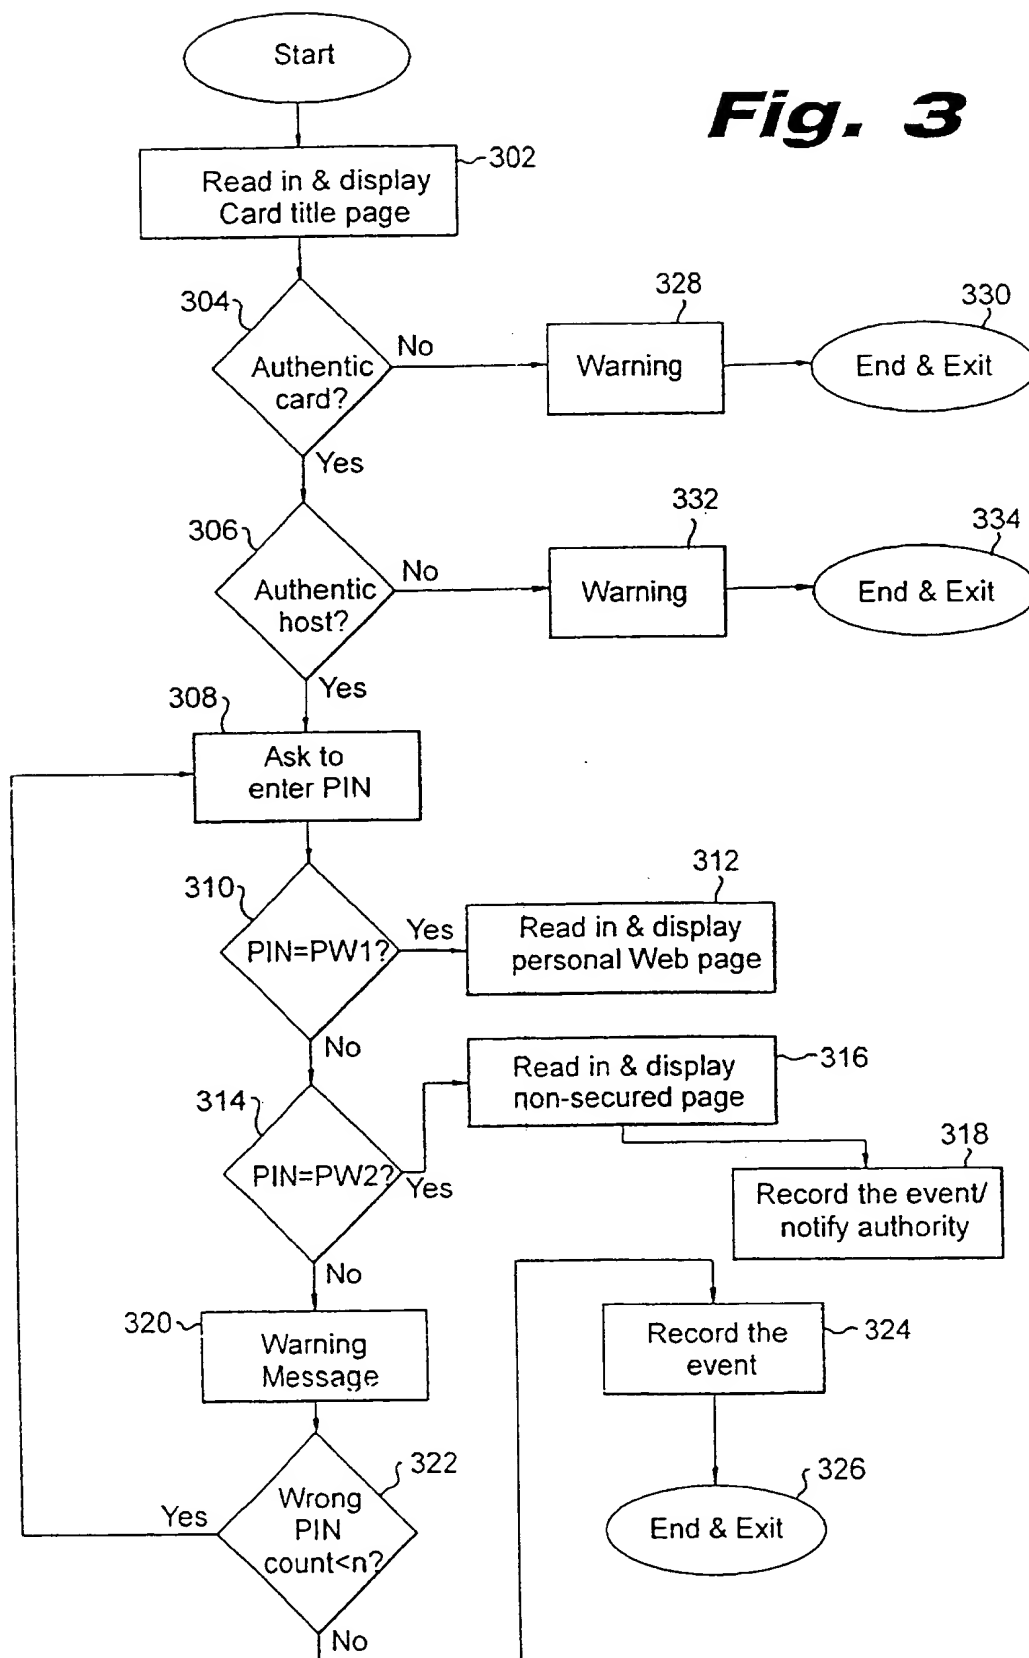 Start
Fig. 3
302
Read in & display
Card title page
304
Authentic
card?
No
328
Warning
330
End & Exit
Yes
306
Authentic
host?
No
332
Warning
334
End & Exit
Yes
308
Ask to
enter PIN
310
PIN=PW1?
Yes
312
Read in & display
personal Web page
No
314
PIN=PW2?
Yes
Read in & display
non-secured page
316
318
Record the event/
notify authority
No
320
Warning
Message
Record the
event
324
322
Wrong
PIN
count<n?
Yes
326
End & Exit
No